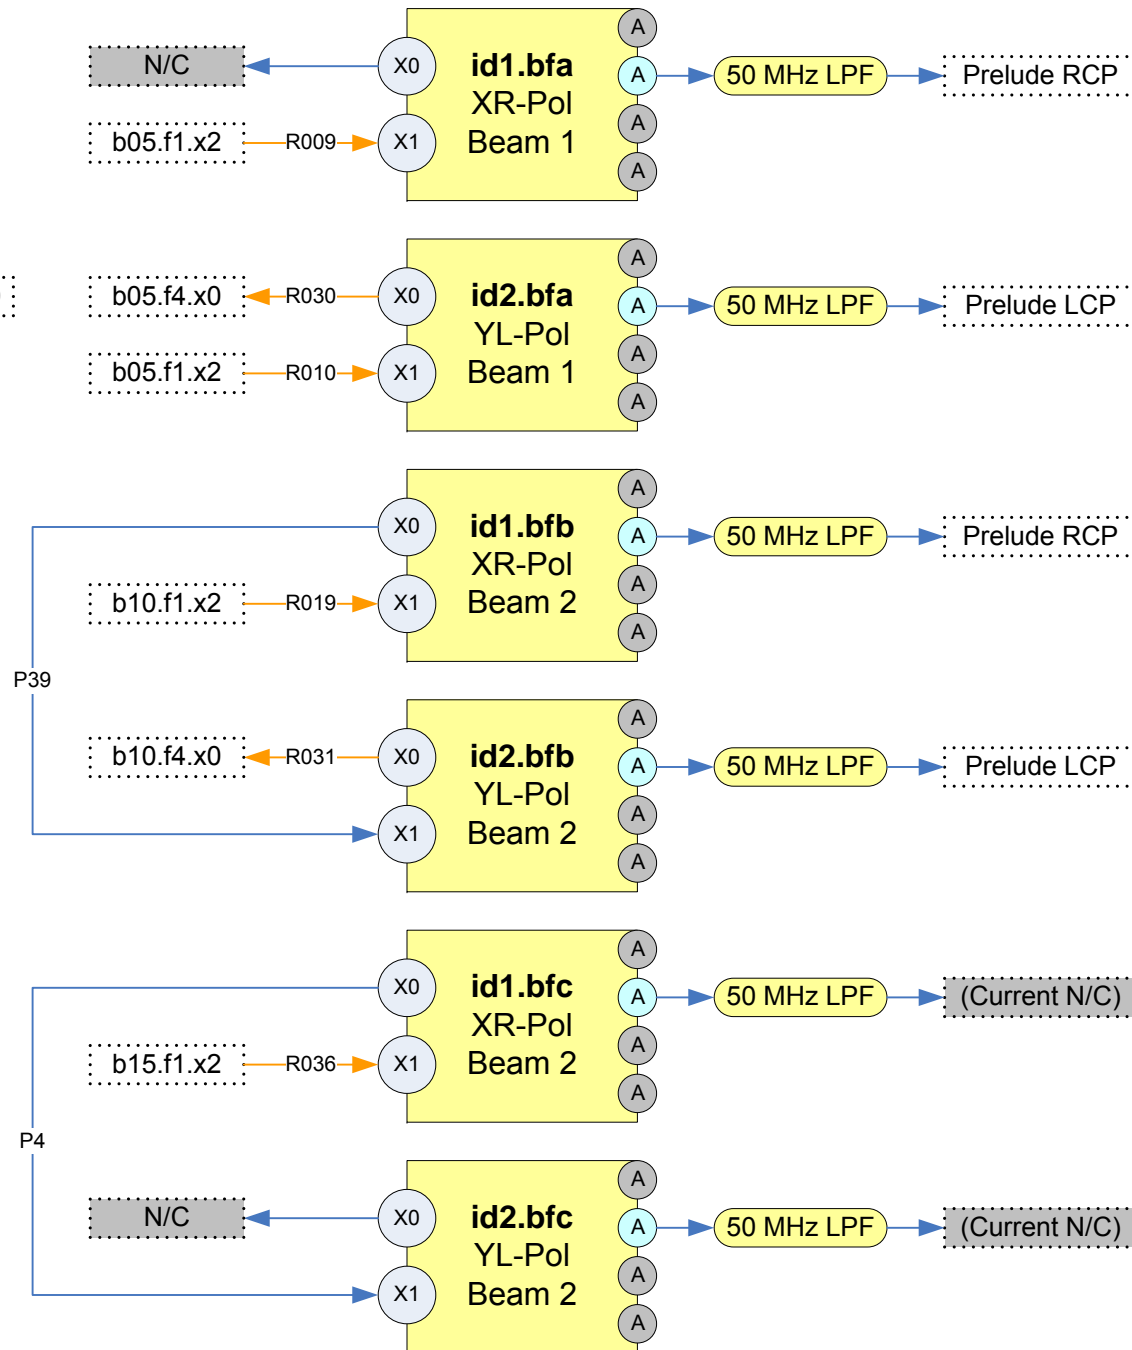 A
N/C
X0
id1.bfa
A
50 MHz LPF
Prelude RCP
XR-Pol
A
b05.f1.x2
R009
X1
Beam 1
A
A
b05.f4.x0
R030
X0
id2.bfa
A
50 MHz LPF
Prelude LCP
YL-Pol
A
b05.f1.x2
R010
X1
Beam 1
A
A
X0
id1.bfb
A
50 MHz LPF
Prelude RCP
XR-Pol
A
b10.f1.x2
R019
X1
Beam 2
A
P39
A
b10.f4.x0
R031
X0
id2.bfb
A
50 MHz LPF
Prelude LCP
YL-Pol
A
X1
Beam 2
A
A
X0
id1.bfc
A
50 MHz LPF
(Current N/C)
XR-Pol
A
b15.f1.x2
R036
X1
Beam 2
A
P4
A
N/C
X0
id2.bfc
A
50 MHz LPF
(Current N/C)
YL-Pol
A
X1
Beam 2
A